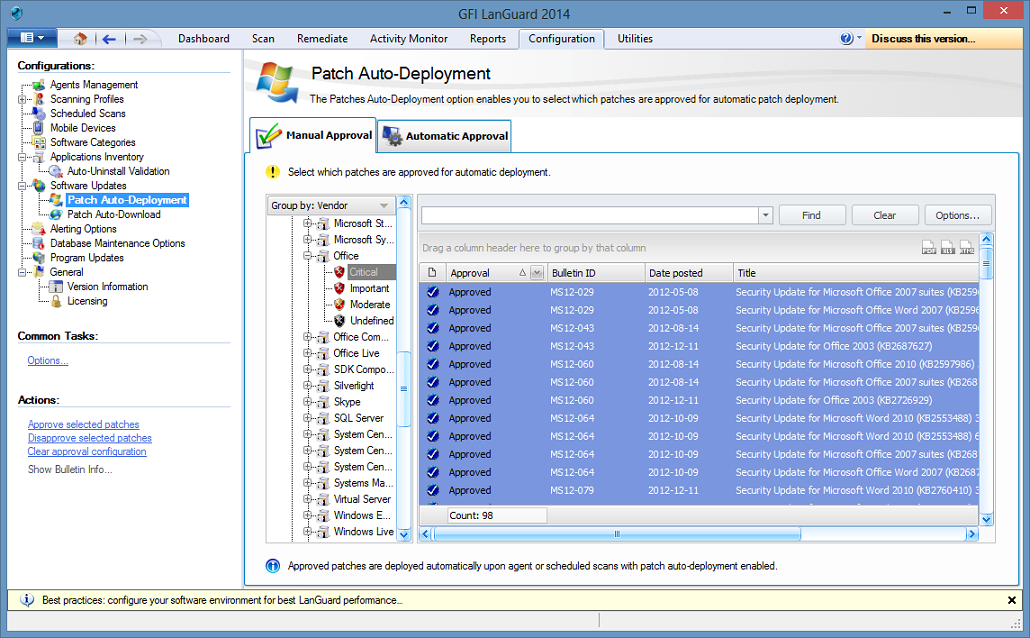 GFI LanGuard 2014
Dashboard Scan Remediate Activity Monitor Reports Configuration Utilities Discuss this version...
Configurations:
Agents Management
Scanning Profiles
Scheduled Scans
Mobile Devices
Software Categories
Applications Inventory
Auto-Uninstall Validation
Software Updates
Patch Auto-Deployment
Patch Auto-Download
Alerting Options
Database Maintenance Options
Program Updates
General
Version Information
Licensing
Common Tasks:
Options...
Actions:
Approve selected patches
Disapprove selected patches
Clear approval configuration
Show Bulletin Info...
Patch Auto-Deployment
The Patches Auto-Deployment option enables you to select which patches are approved for automatic patch deployment.
Manual Approval Automatic Approval
Select which patches are approved for automatic deployment.
Group by: Vendor
Microsoft St...
Microsoft Sy...
Office
Critical
Important
Moderate
Undefined
Office Com...
Office Live
SDK Compo...
Silverlight
Skype
SQL Server
System Cen...
System Cen...
System Cen...
Systems Ma...
Virtual Server
Windows E...
Windows Live
Find Clear Options...
Drag a column header here to group by that column
Approval Bulletin ID Date posted Title
Approved MS12-029 2012-05-08 Security Update for Microsoft Office 2007 suites (KB259
Approved MS12-029 2012-05-08 Security Update for Microsoft Office Word 2007 (KB2596
Approved MS12-043 2012-08-14 Security Update for Microsoft Office 2007 suites (KB259
Approved MS12-043 2012-12-11 Security Update for Office 2003 (KB2687627)
Approved MS12-060 2012-08-14 Security Update for Microsoft Office 2010 (KB2597986)
Approved MS12-060 2012-08-14 Security Update for Microsoft Office 2007 suites (KB268
Approved MS12-060 2012-12-11 Security Update for Office 2003 (KB2726929)
Approved MS12-064 2012-10-09 Security Update for Microsoft Word 2010 (KB2553488) 3
Approved MS12-064 2012-10-09 Security Update for Microsoft Word 2010 (KB2553488) 6
Approved MS12-064 2012-10-09 Security Update for Microsoft Office 2007 suites (KB268
Approved MS12-064 2012-10-09 Security Update for Microsoft Office Word 2007 (KB2687
Approved MS12-079 2012-12-11 Security Update for Microsoft Word 2010 (KB2760410) 3
Count: 98
Approved patches are deployed automatically upon agent or scheduled scans with patch auto-deployment enabled.
Best practices: configure your software environment for best LanGuard performance...